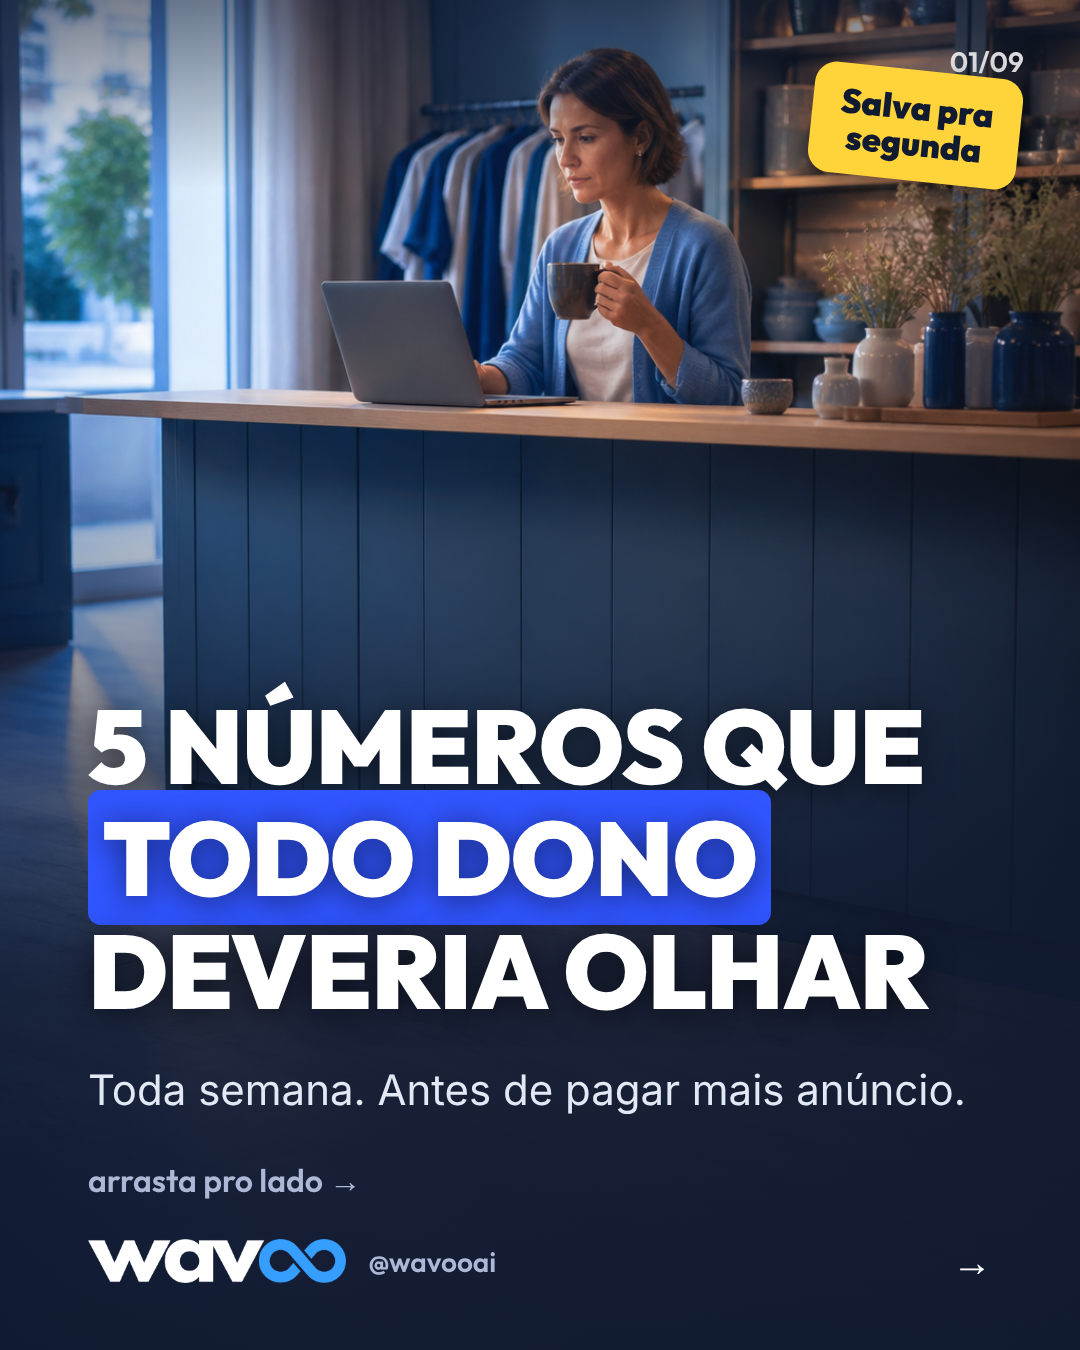 01/09
Salva pra
segunda
5 NÚMEROS QUE
TODO DONO
DEVERIA OLHAR
Toda semana. Antes de pagar mais anúncio.
arrasta pro lado →
wavoo @wavooai →